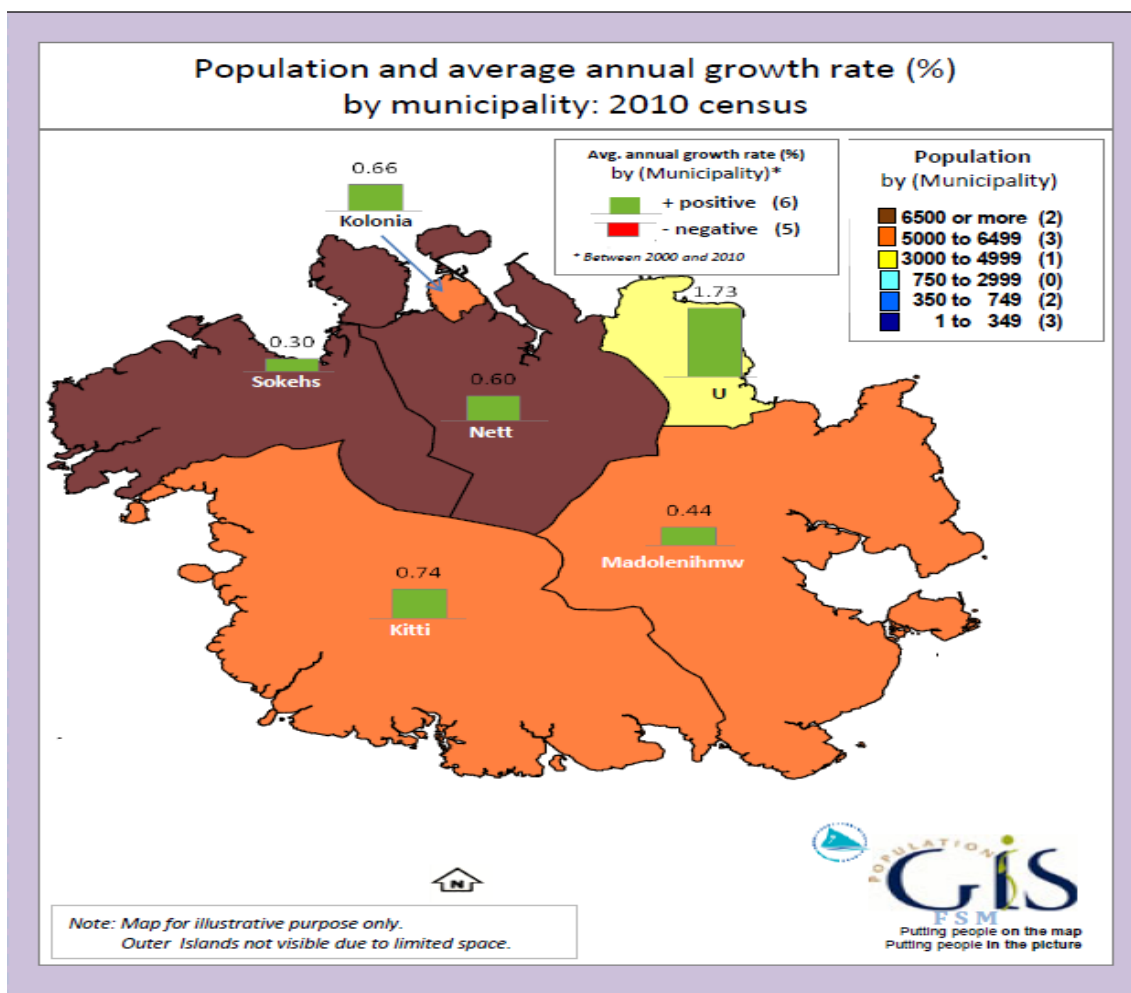 Population and average annual growth rate (%)
by municipality: 2010 census
Avg. annual growth rate (%)
by (Municipality)*
+ positive (6)
- negative (5)
* Between 2000 and 2010
Population
by (Municipality)
6500 or more (2)
5000 to 6499 (3)
3000 to 4999 (1)
750 to 2999 (0)
350 to 749 (2)
1 to 349 (3)
0.66
Kolonia
1.73
U
0.30
Sokehs
0.60
Nett
0.44
Madolenihmw
0.74
Kitti
N
Note: Map for illustrative purpose only.
Outer Islands not visible due to limited space.
POPULATION
GIS
FSM
Putting people on the map
Putting people in the picture